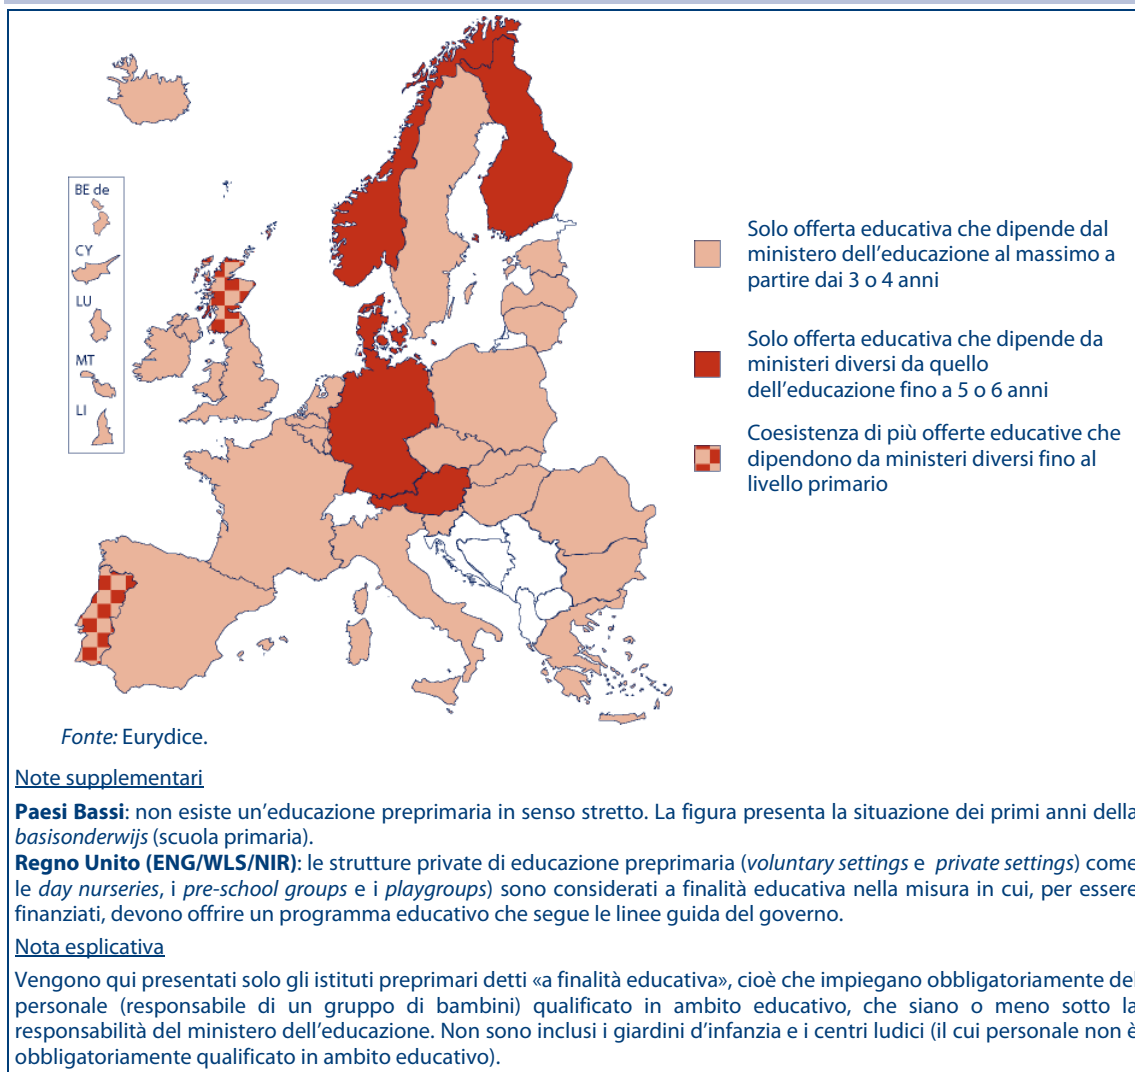 BE de
CY
LU
MT
LI
Solo offerta educativa che dipende dal
ministero dell'educazione al massimo a
partire dai 3 o 4 anni
Solo offerta educativa che dipende da
ministeri diversi da quello
dell'educazione fino a 5 o 6 anni
Coesistenza di più offerte educative che
dipendono da ministeri diversi fino al
livello primario
Fonte: Eurydice.
Note supplementari
Paesi Bassi: non esiste un'educazione preprimaria in senso stretto. La figura presenta la situazione dei primi anni della
basisonderwijs (scuola primaria).
Regno Unito (ENG/WLS/NIR): le strutture private di educazione preprimaria (voluntary settings e private settings) come
le day nurseries, i pre-school groups e i playgroups) sono considerati a finalità educativa nella misura in cui, per essere
finanziati, devono offrire un programma educativo che segue le linee guida del governo.
Nota esplicativa
Vengono qui presentati solo gli istituti preprimari detti «a finalità educativa», cioè che impiegano obbligatoriamente del
personale (responsabile di un gruppo di bambini) qualificato in ambito educativo, che siano o meno sotto la
responsabilità del ministero dell'educazione. Non sono inclusi i giardini d'infanzia e i centri ludici (il cui personale non è
obbligatoriamente qualificato in ambito educativo).